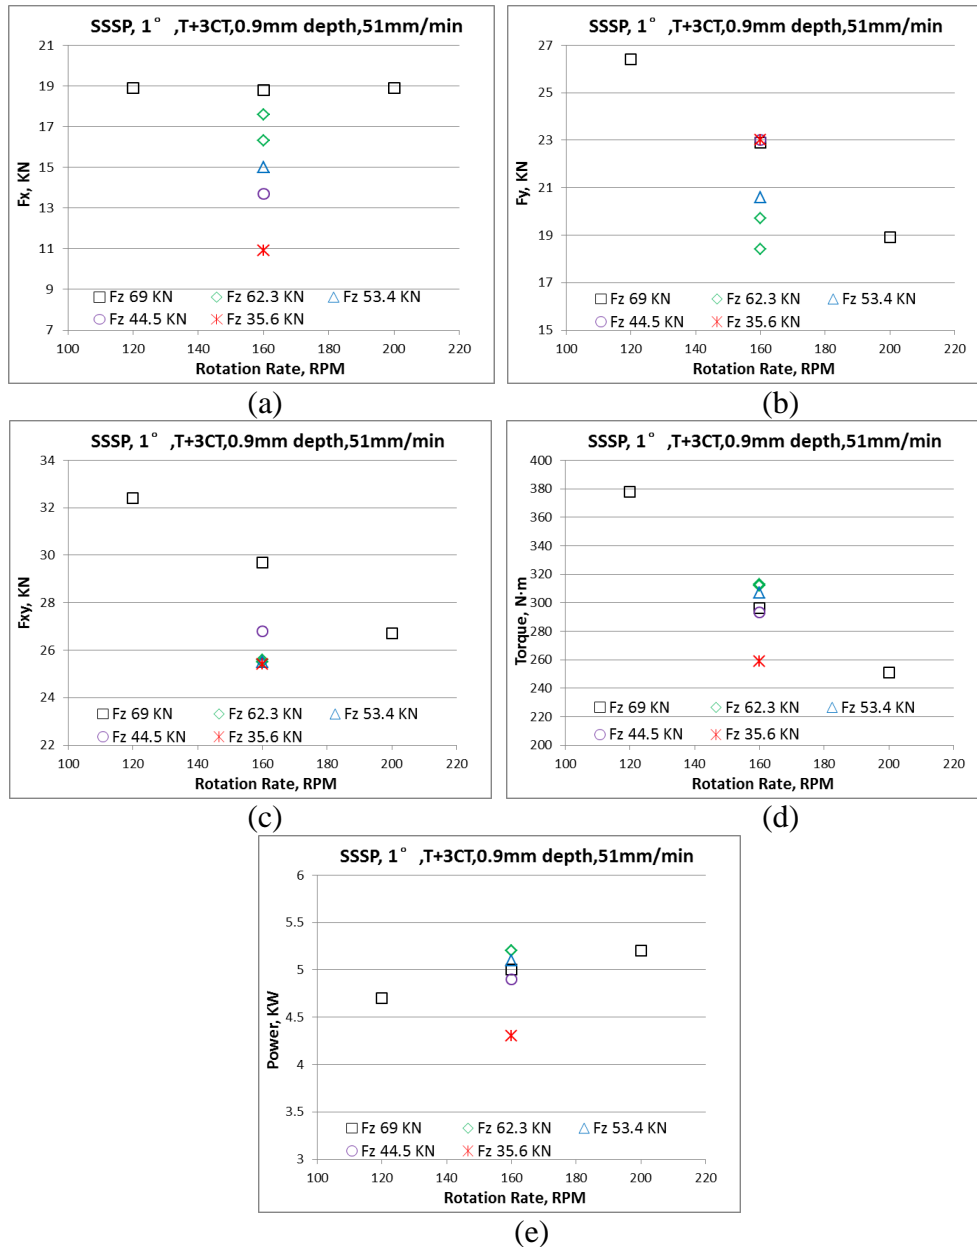 SSSP, 1° ,T+3CT,0.9mm depth,51mm/min
21
19
17
15
13
11
9
7
Fx, KN
Fz 69 KN Fz 62.3 KN Fz 53.4 KN
Fz 44.5 KN Fz 35.6 KN
100 120 140 160 180 200 220
Rotation Rate, RPM
(a)
SSSP, 1° ,T+3CT,0.9mm depth,51mm/min
27
25
23
21
19
17
15
Fy, KN
Fz 69 KN Fz 62.3 KN Fz 53.4 KN
Fz 44.5 KN Fz 35.6 KN
100 120 140 160 180 200 220
Rotation Rate, RPM
(b)
SSSP, 1° ,T+3CT,0.9mm depth,51mm/min
34
32
30
28
26
24
22
Fxy, KN
Fz 69 KN Fz 62.3 KN Fz 53.4 KN
Fz 44.5 KN Fz 35.6 KN
100 120 140 160 180 200 220
Rotation Rate, RPM
(c)
SSSP, 1° ,T+3CT,0.9mm depth,51mm/min
400
380
360
340
320
300
280
260
240
220
200
Torque, N·m
Fz 69 KN Fz 62.3 KN Fz 53.4 KN
Fz 44.5 KN Fz 35.6 KN
100 120 140 160 180 200 220
Rotation Rate, RPM
(d)
SSSP, 1° ,T+3CT,0.9mm depth,51mm/min
6
5.5
5
4.5
4
3.5
3
Power, KW
Fz 69 KN Fz 62.3 KN Fz 53.4 KN
Fz 44.5 KN Fz 35.6 KN
100 120 140 160 180 200 220
Rotation Rate, RPM
(e)